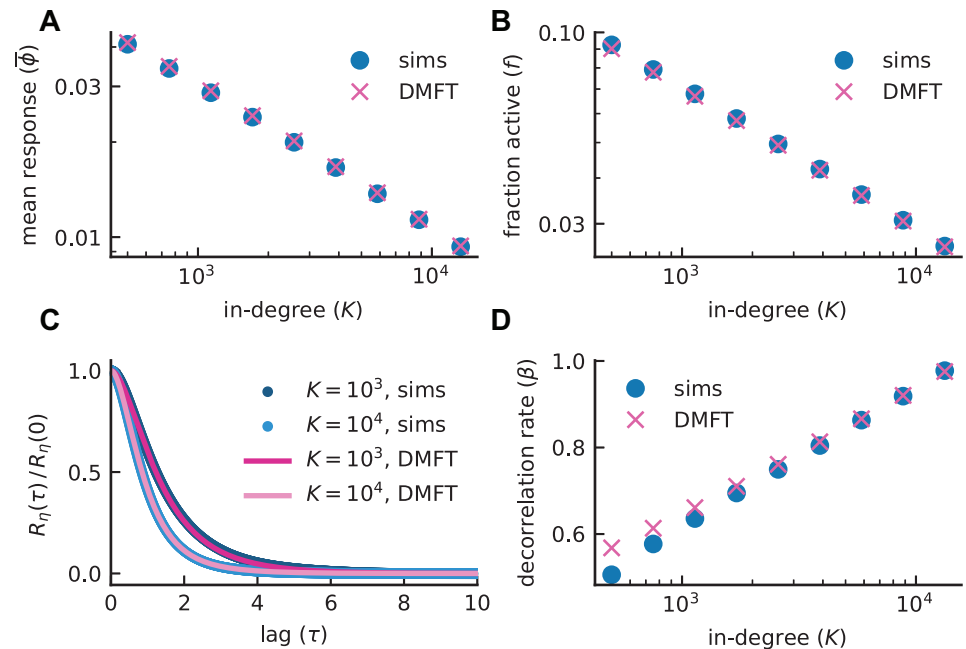 A
mean response (ϕ̅)
0.03
0.01
10³
10⁴
in-degree (K)
sims
DMFT
B
fraction active (f)
0.10
0.03
10³
10⁴
in-degree (K)
sims
DMFT
C
Rη(τ)/Rη(0)
1.0
0.5
0.0
0
2
4
6
8
10
lag (τ)
K = 10³, sims
K = 10⁴, sims
K = 10³, DMFT
K = 10⁴, DMFT
D
decorrelation rate (β)
1.0
0.8
0.6
10³
10⁴
in-degree (K)
sims
DMFT